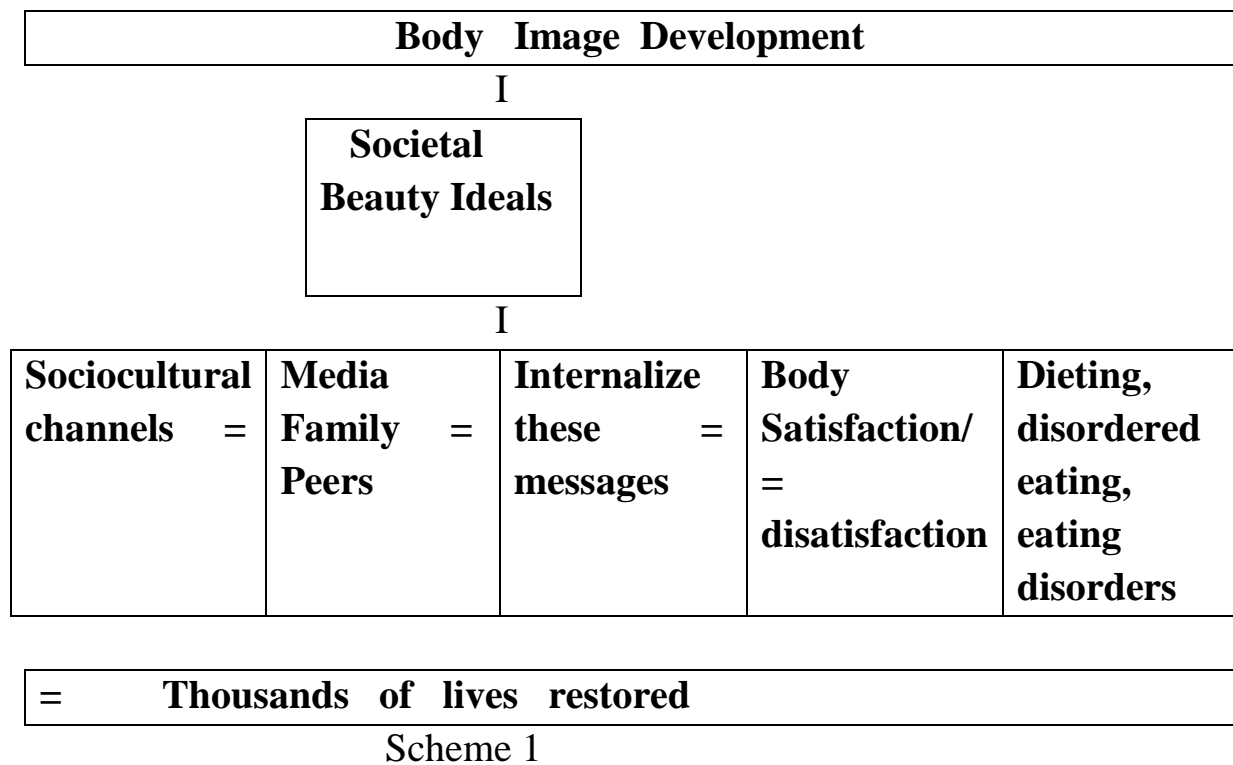 Body Image Development
I
Societal
Beauty Ideals
I
Sociocultural
channels =
Media
Family =
Peers
Internalize
these =
messages
Body
Satisfaction/
=
disatisfaction
Dieting,
disordered
eating,
eating
disorders
= Thousands of lives restored
Scheme 1